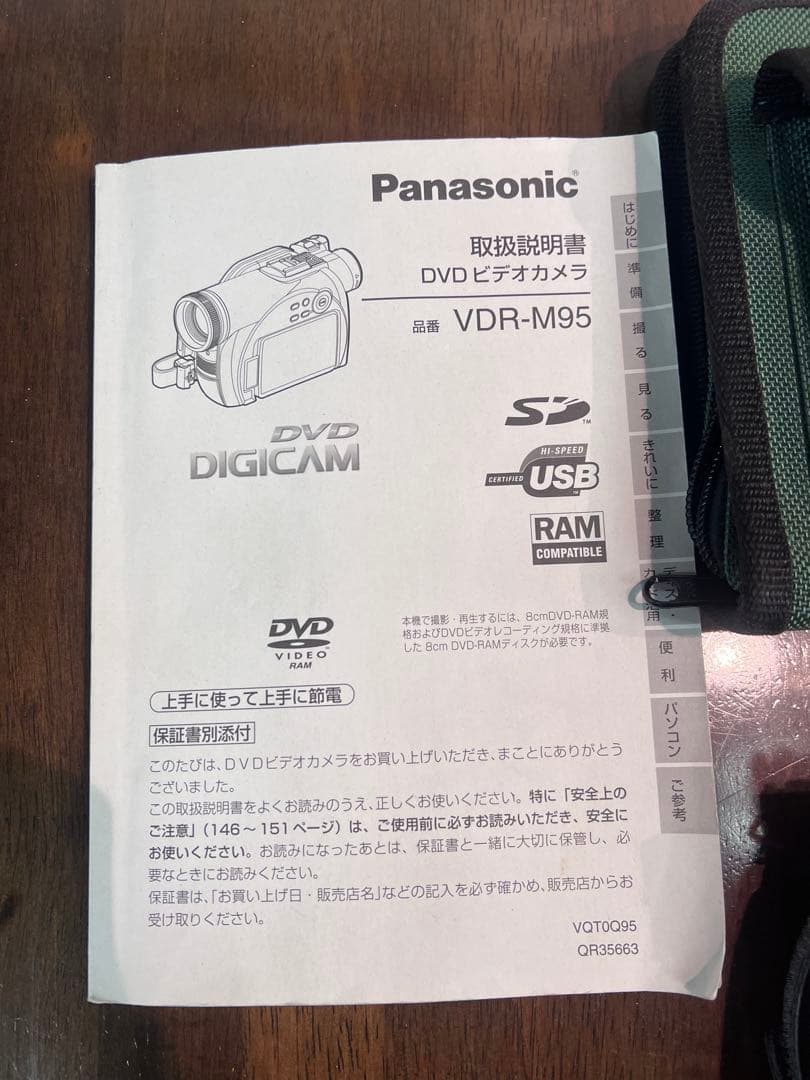 Panasonic®
取扱説明書
DVD ビデオカメラ
品番 VDR-M95
DVD
DIGICAM
SD™
HI-SPEED
CERTIFIED USB™
RAM
COMPATIBLE
DVD
VIDEO™
RAM
本機で撮影・再生するには、8cmDVD-RAM規
格およびDVDビデオレコーディング規格に準拠
した 8cm DVD-RAMディスクが必要です。
上手に使って上手に節電
保証書別添付
このたびは、DVDビデオカメラをお買い上げいただき、まことにありがとう
ございました。
この取扱説明書をよくお読みのうえ、正しくお使いください。特に「安全上の
ご注意」(146～151ページ)は、ご使用前に必ずお読みいただき、安全に
お使いください。お読みになったあとは、保証書と一緒に大切に保管し、必
要なときにお読みください。
保証書は、「お買い上げ日・販売店名」などの記入を必ず確かめ、販売店からお
受け取りください。
VQT0Q95
QR35663
はじめに
準備
撮る
見る
きれいに
整理
便利
パソコン
ご参考